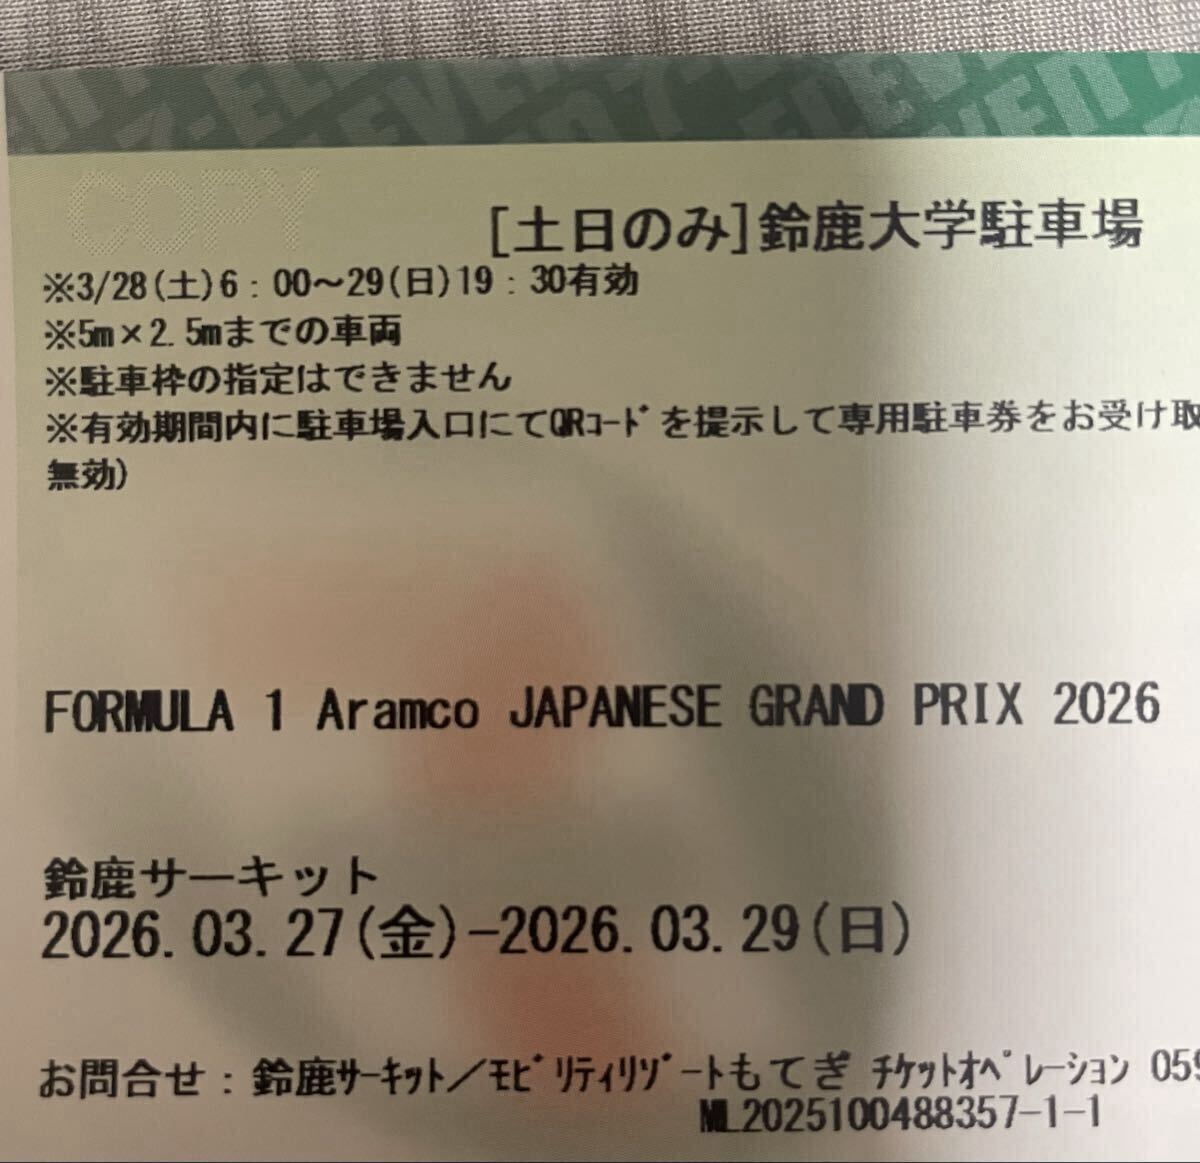 COPY
[土日のみ]鈴鹿大学駐車場
※3/28(土)6：00～29(日)19：30有効
※5m×2.5mまでの車両
※駐車枠の指定はできません
※有効期間内に駐車場入口にてQRｺｰﾄﾞを提示して専用駐車券をお受け取
無効)
FORMULA 1 Aramco JAPANESE GRAND PRIX 2026
鈴鹿サーキット
2026.03.27(金)-2026.03.29(日)
お問合せ：鈴鹿ｻｰｷｯﾄ／ﾓﾋﾞﾘﾃｨﾘｿﾞｰﾄもてぎ ﾁｹｯﾄｵﾍﾟﾚｰｼｮﾝ 059
ML2025100488357-1-1